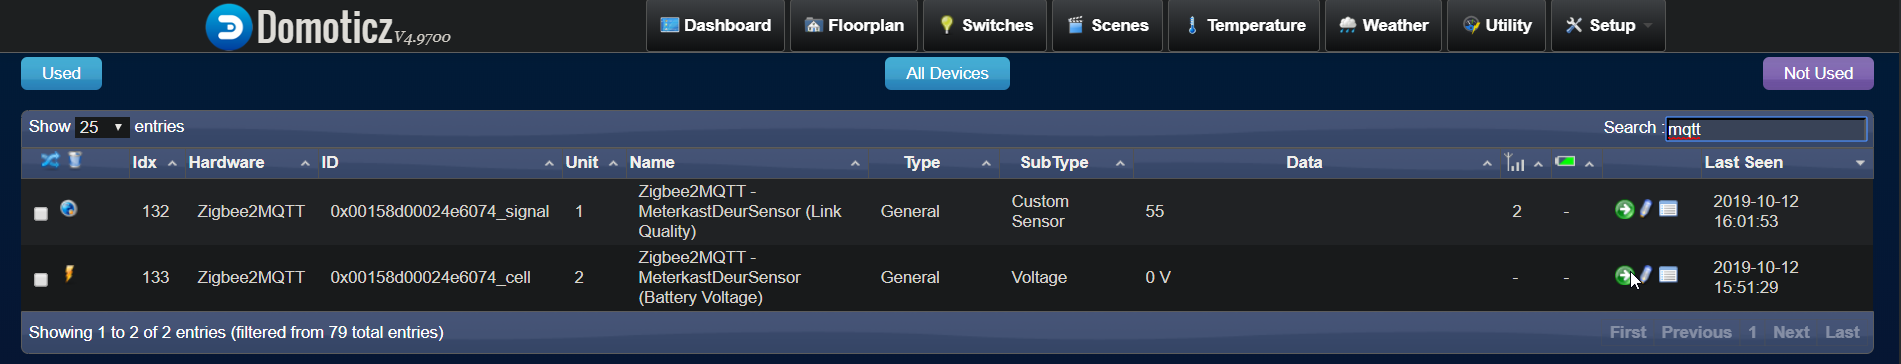 Domoticz V4.9700 Dashboard Floorplan Switches Scenes Temperature Weather Utility Setup
Used All Devices Not Used
Show 25 entries Search : mqtt
Idx Hardware ID Unit Name Type SubType Data Last Seen
132 Zigbee2MQTT 0x00158d00024e6074_signal 1 Zigbee2MQTT -
MeterkastDeurSensor (Link
Quality) General Custom
Sensor 55 2 - 2019-10-12
16:01:53
133 Zigbee2MQTT 0x00158d00024e6074_cell 2 Zigbee2MQTT -
MeterkastDeurSensor
(Battery Voltage) General Voltage 0 V - - 2019-10-12
15:51:29
Showing 1 to 2 of 2 entries (filtered from 79 total entries) First Previous 1 Next Last